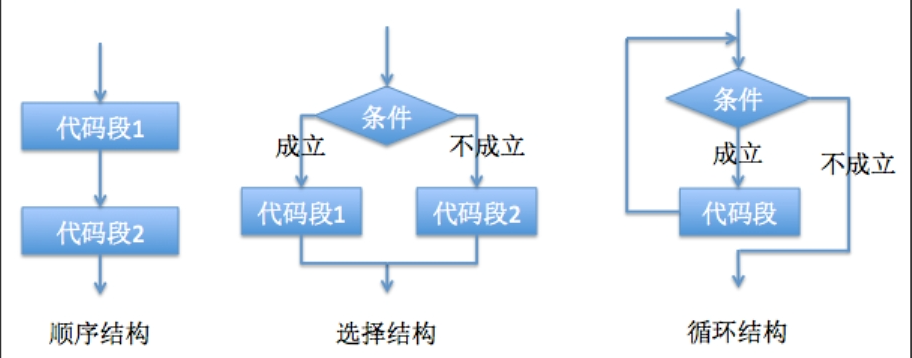 代码段1
代码段2
顺序结构
条件
成立
不成立
代码段1
代码段2
选择结构
条件
成立
不成立
代码段
循环结构